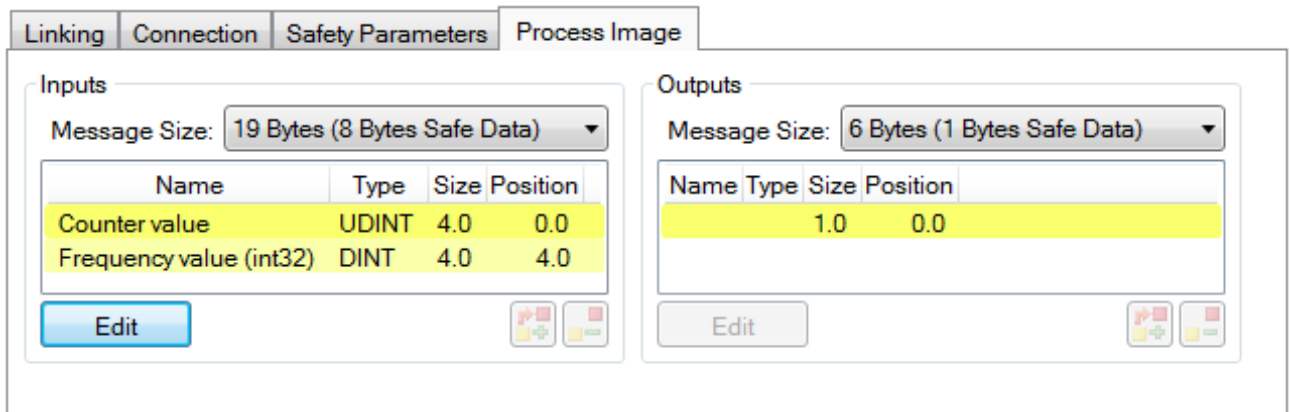 Linking Connection Safety Parameters Process Image
Inputs
Message Size: 19 Bytes (8 Bytes Safe Data)
Name Type Size Position
Counter value UDINT 4.0 0.0
Frequency value (int32) DINT 4.0 4.0
Edit
Outputs
Message Size: 6 Bytes (1 Bytes Safe Data)
Name Type Size Position
1.0 0.0
Edit